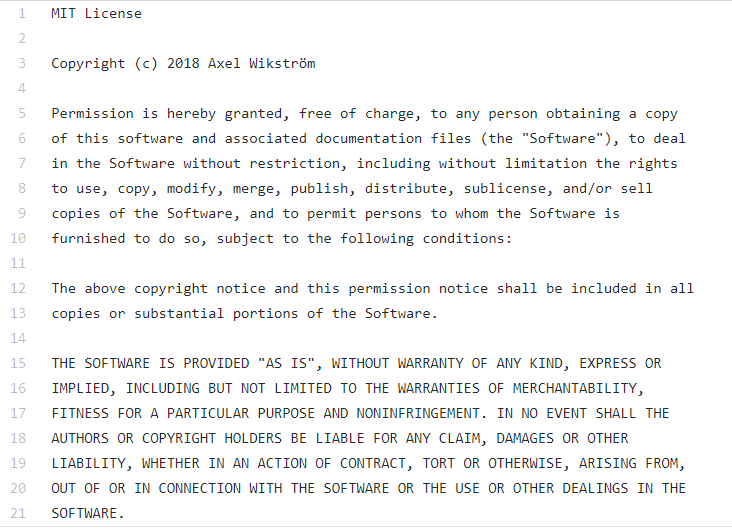 1 MIT License
2
3 Copyright (c) 2018 Axel Wikström
4
5 Permission is hereby granted, free of charge, to any person obtaining a copy
6 of this software and associated documentation files (the "Software"), to deal
7 in the Software without restriction, including without limitation the rights
8 to use, copy, modify, merge, publish, distribute, sublicense, and/or sell
9 copies of the Software, and to permit persons to whom the Software is
10 furnished to do so, subject to the following conditions:
11
12 The above copyright notice and this permission notice shall be included in all
13 copies or substantial portions of the Software.
14
15 THE SOFTWARE IS PROVIDED "AS IS", WITHOUT WARRANTY OF ANY KIND, EXPRESS OR
16 IMPLIED, INCLUDING BUT NOT LIMITED TO THE WARRANTIES OF MERCHANTABILITY,
17 FITNESS FOR A PARTICULAR PURPOSE AND NONINFRINGEMENT. IN NO EVENT SHALL THE
18 AUTHORS OR COPYRIGHT HOLDERS BE LIABLE FOR ANY CLAIM, DAMAGES OR OTHER
19 LIABILITY, WHETHER IN AN ACTION OF CONTRACT, TORT OR OTHERWISE, ARISING FROM,
20 OUT OF OR IN CONNECTION WITH THE SOFTWARE OR THE USE OR OTHER DEALINGS IN THE
21 SOFTWARE.